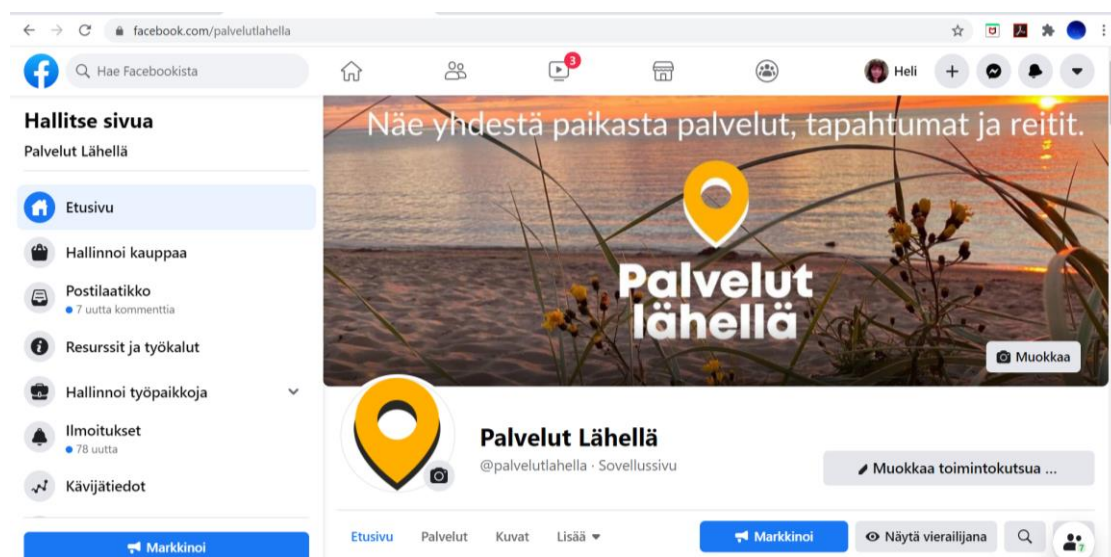 facebook.com/palvelutlahella
Hae Facebookista
3
Heli
Hallitse sivua
Palvelut Lähellä
Etusivu
Hallinnoi kauppaa
Postilaatikko
7 uutta kommenttia
Resurssit ja työkalut
Hallinnoi työpaikkoja
Ilmoitukset
78 uutta
Kävijätiedot
Markkinoi
Näe yhdestä paikasta palvelut, tapahtumat ja reitit.
Palvelut
lähellä
Muokkaa
Palvelut Lähellä
@palvelutlahella · Sovellussivu
Muokkaa toimintokutsua ...
Etusivu Palvelut Kuvat Lisää
Markkinoi
Näytä vierailijana
7